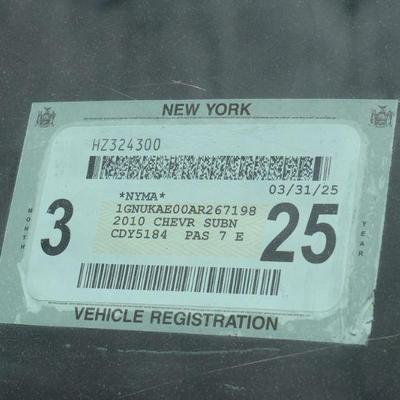 NEW YORK
HZ324300
*NYMA* 03/31/25
1GNUKAE00AR267198
2010 CHEVR SUBN
CDY5184 PAS 7 E
MONTH 3 25 YEAR
VEHICLE REGISTRATION